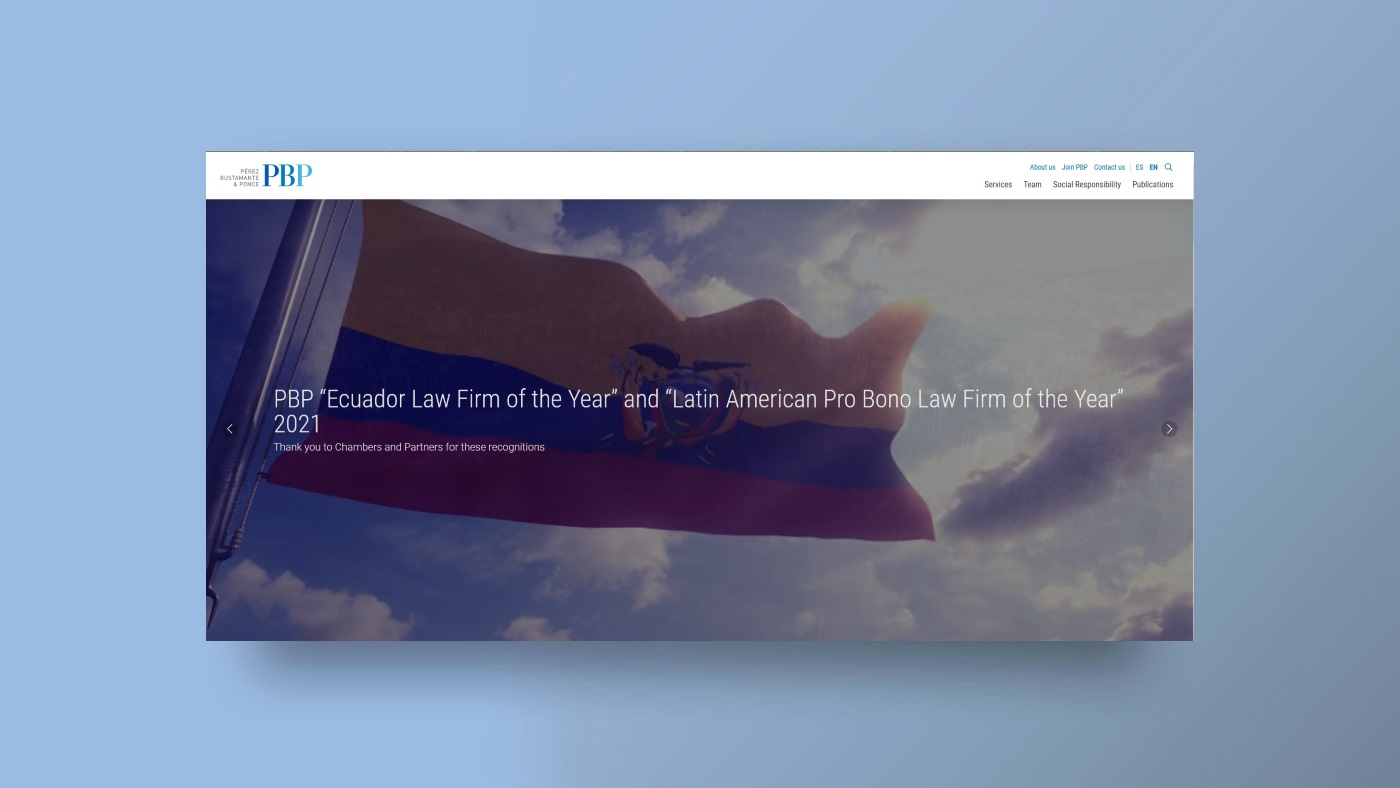 PÉREZ
BUSTAMANTE
& PONCE
PBP
About us Join PBP Contact us ES EN
Services Team Social Responsibility Publications
PBP “Ecuador Law Firm of the Year” and “Latin American Pro Bono Law Firm of the Year”
2021
Thank you to Chambers and Partners for these recognitions